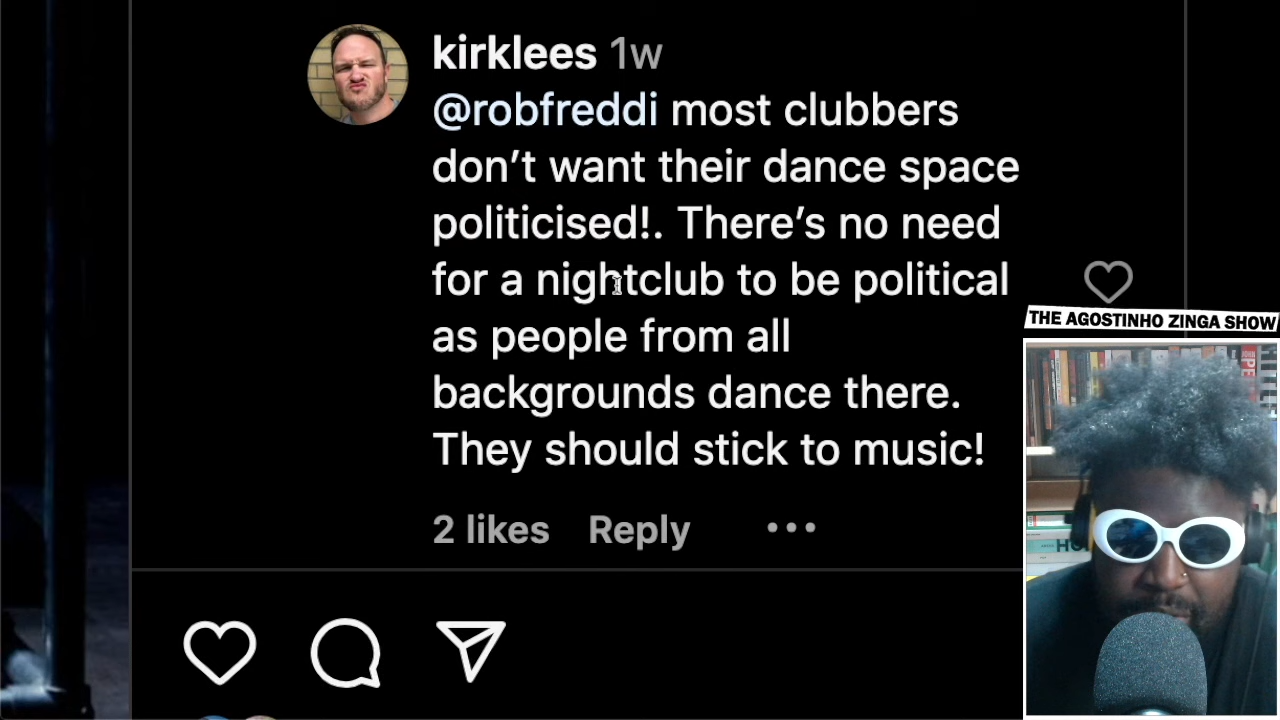 kirklees 1w
@robfreddi most clubbers
don’t want their dance space
politicised!. There’s no need
for a nightclub to be political
as people from all
backgrounds dance there.
They should stick to music!
2 likes Reply
THE AGOSTINHO ZINGA SHOW